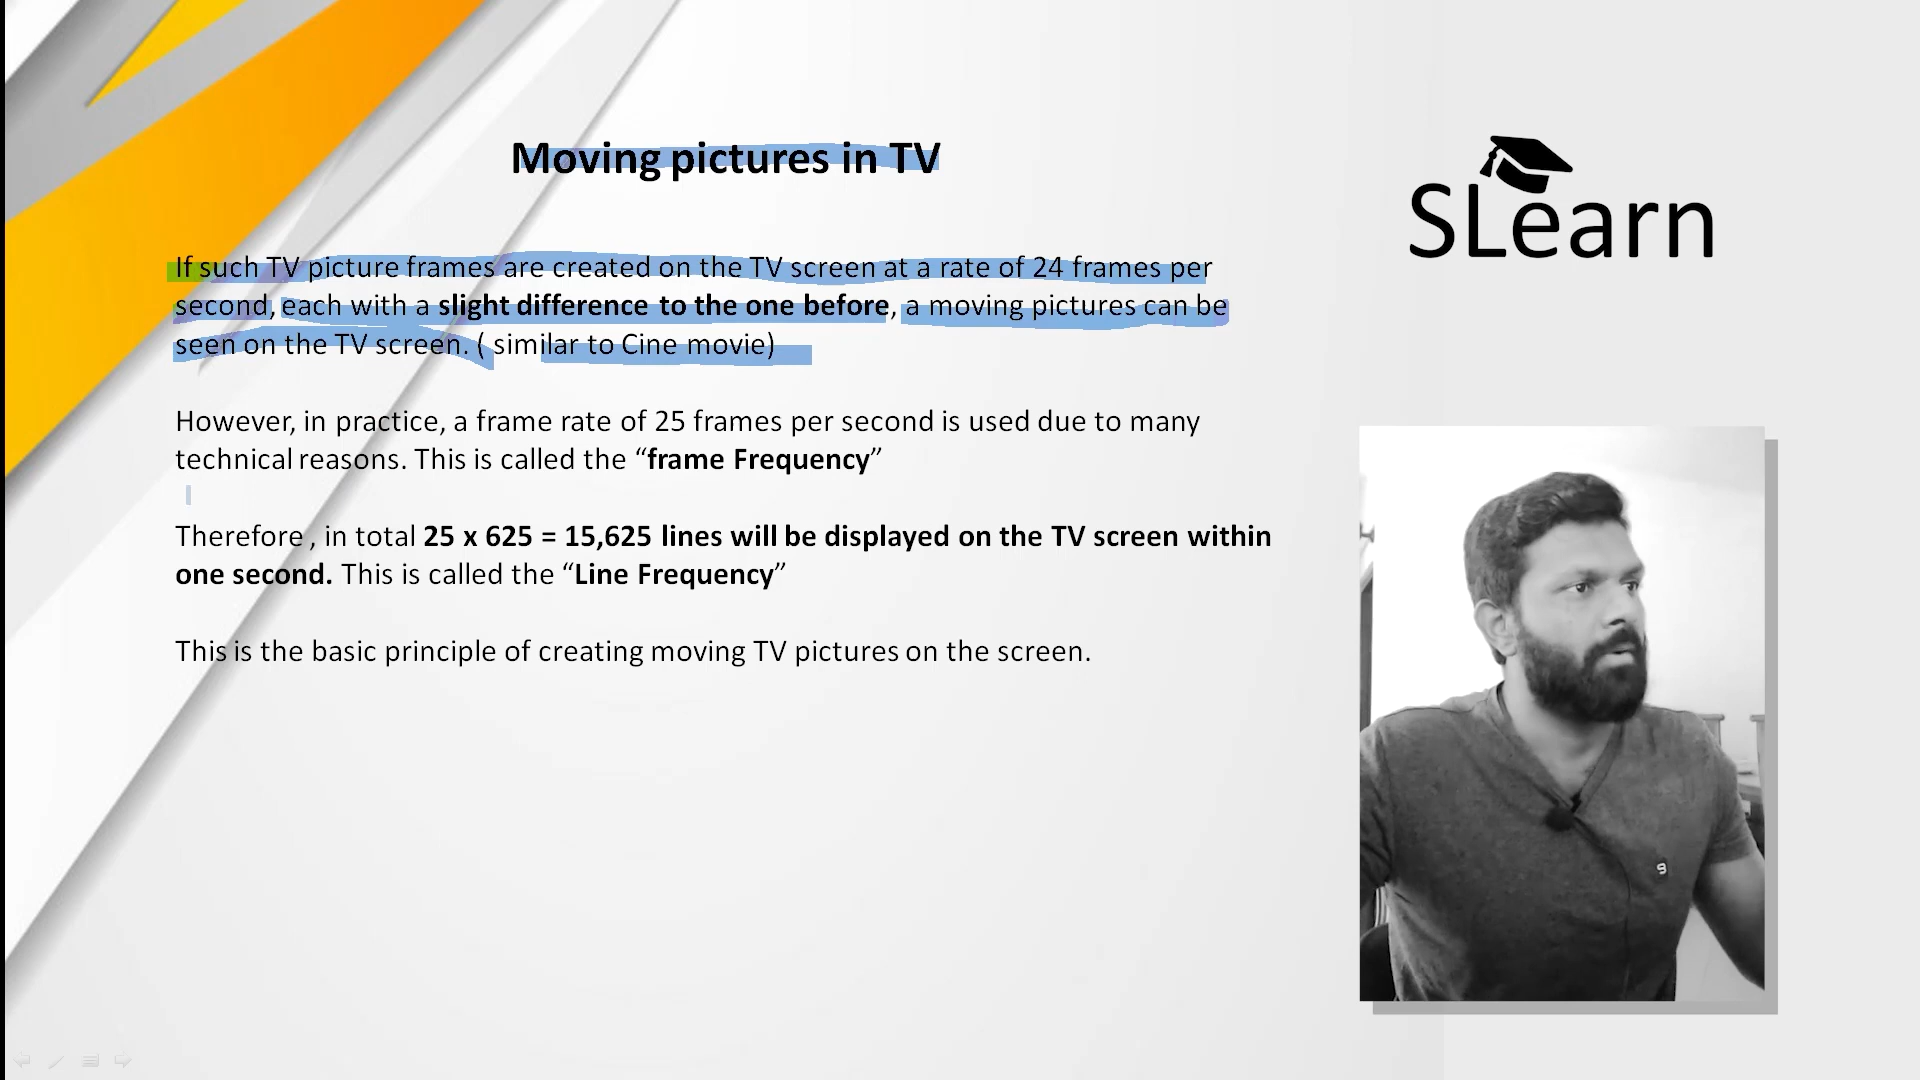 Moving pictures in TV
SLearn
If such TV picture frames are created on the TV screen at a rate of 24 frames per
second, each with a slight difference to the one before, a moving pictures can be
seen on the TV screen. ( similar to Cine movie)
However, in practice, a frame rate of 25 frames per second is used due to many
technical reasons. This is called the “frame Frequency”
Therefore , in total 25 x 625 = 15,625 lines will be displayed on the TV screen within
one second. This is called the “Line Frequency”
This is the basic principle of creating moving TV pictures on the screen.